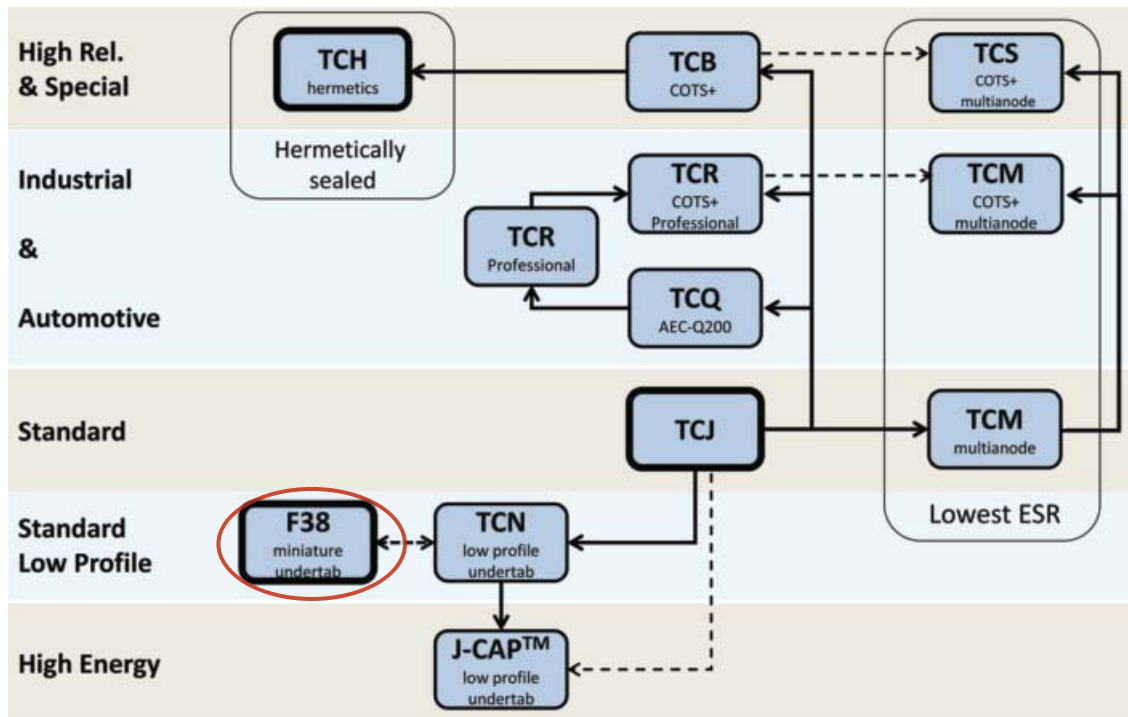 High Rel.
& Special
TCH
hermetics
TCB
COTS+
TCS
COTS+
multianode
Hermetically
sealed
Industrial
&
Automotive
TCR
COTS+
Professional
TCM
COTS+
multianode
TCR
Professional
TCQ
AEC-Q200
Standard
TCJ
TCM
multianode
Lowest ESR
Standard
Low Profile
F38
miniature
undertab
TCN
low profile
undertab
High Energy
J-CAP™
low profile
undertab